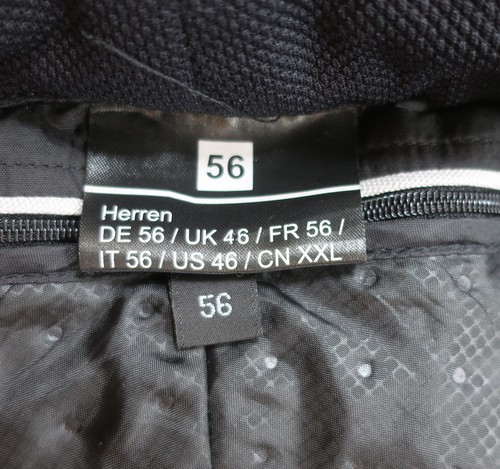 56
Herren
DE 56 / UK 46 / FR 56 /
IT 56 / US 46 / CN XXL
56